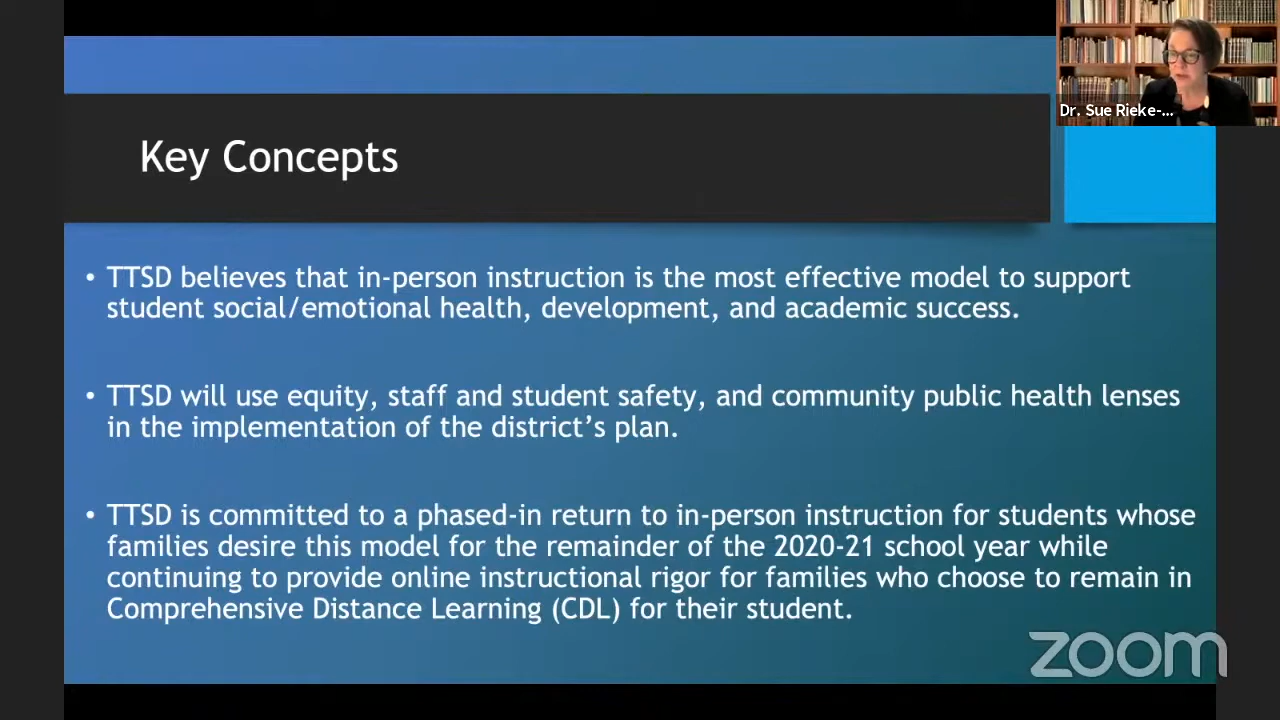 Dr. Sue Rieke-...
Key Concepts
• TTSD believes that in-person instruction is the most effective model to support
student social/emotional health, development, and academic success.
• TTSD will use equity, staff and student safety, and community public health lenses
in the implementation of the district’s plan.
• TTSD is committed to a phased-in return to in-person instruction for students whose
families desire this model for the remainder of the 2020-21 school year while
continuing to provide online instructional rigor for families who choose to remain in
Comprehensive Distance Learning (CDL) for their student.
zoom